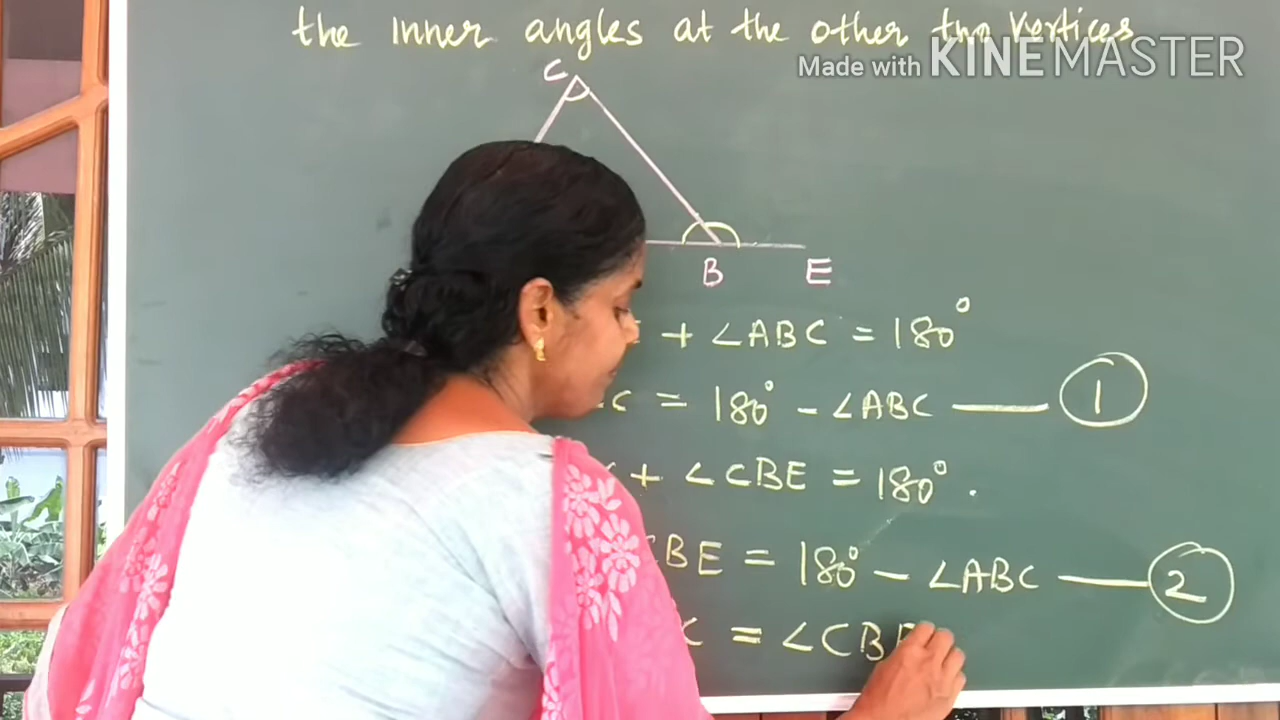 the inner angles at the other two vertices
Made with KINEMASTER
C
B E
+ ∠ABC = 180°
C = 180° - ∠ABC —— 1
+ ∠CBE = 180°.
CBE = 180° - ∠ABC —— 2
C = ∠CB